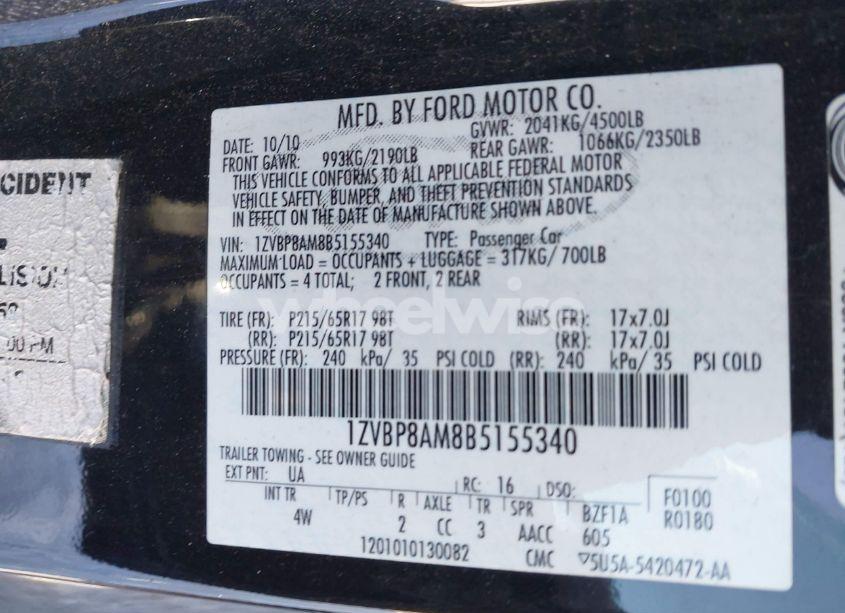 MFD. BY FORD MOTOR CO.
DATE: 10/10 GVWR: 2041KG/4500LB
FRONT GAWR: 993KG/2190LB REAR GAWR: 1066KG/2350LB
THIS VEHICLE CONFORMS TO ALL APPLICABLE FEDERAL MOTOR
VEHICLE SAFETY, BUMPER, AND THEFT PREVENTION STANDARDS
IN EFFECT ON THE DATE OF MANUFACTURE SHOWN ABOVE.
VIN: 1ZVBP8AM8B5155340 TYPE: Passenger Car
MAXIMUM LOAD = OCCUPANTS + LUGGAGE = 317KG/ 700LB
OCCUPANTS = 4 TOTAL; 2 FRONT, 2 REAR
wheelwise
TIRE (FR): P215/65R17 98T RIMS (FR): 17x7.0J
(RR): P215/65R17 98T (RR): 17x7.0J
PRESSURE (FR): 240 kPa/ 35 PSI COLD (RR): 240 kPa/ 35 PSI COLD
1ZVBP8AM8B5155340
TRAILER TOWING - SEE OWNER GUIDE
EXT PNT: UA RC: 16 DSO: F0100
INT TR TP/PS R AXLE TR SPR BZF1A R0180
4W 2 CC 3 AACC 605
1201010130082 CMC ▽5U5A-5420472-AA
CIDENT
00 PM